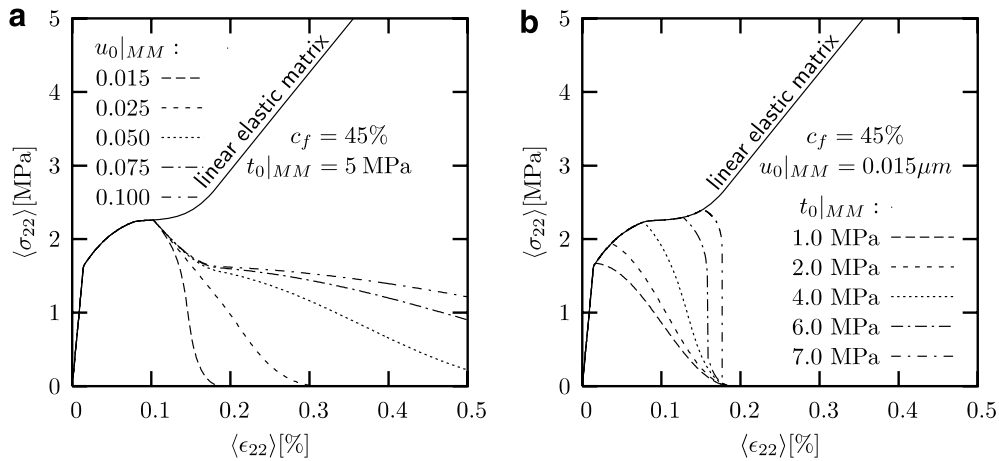 a
5
4
3
2
1
0
⟨σ₂₂⟩[MPa]
u₀|MM :
0.015
0.025
0.050
0.075
0.100
linear elastic matrix
c_f = 45%
t₀|MM = 5 MPa
0 0.1 0.2 0.3 0.4 0.5
⟨ϵ₂₂⟩[%]
b
5
4
3
2
1
0
⟨σ₂₂⟩[MPa]
linear elastic matrix
c_f = 45%
u₀|MM = 0.015μm
t₀|MM :
1.0 MPa
2.0 MPa
4.0 MPa
6.0 MPa
7.0 MPa
0 0.1 0.2 0.3 0.4 0.5
⟨ϵ₂₂⟩[%]